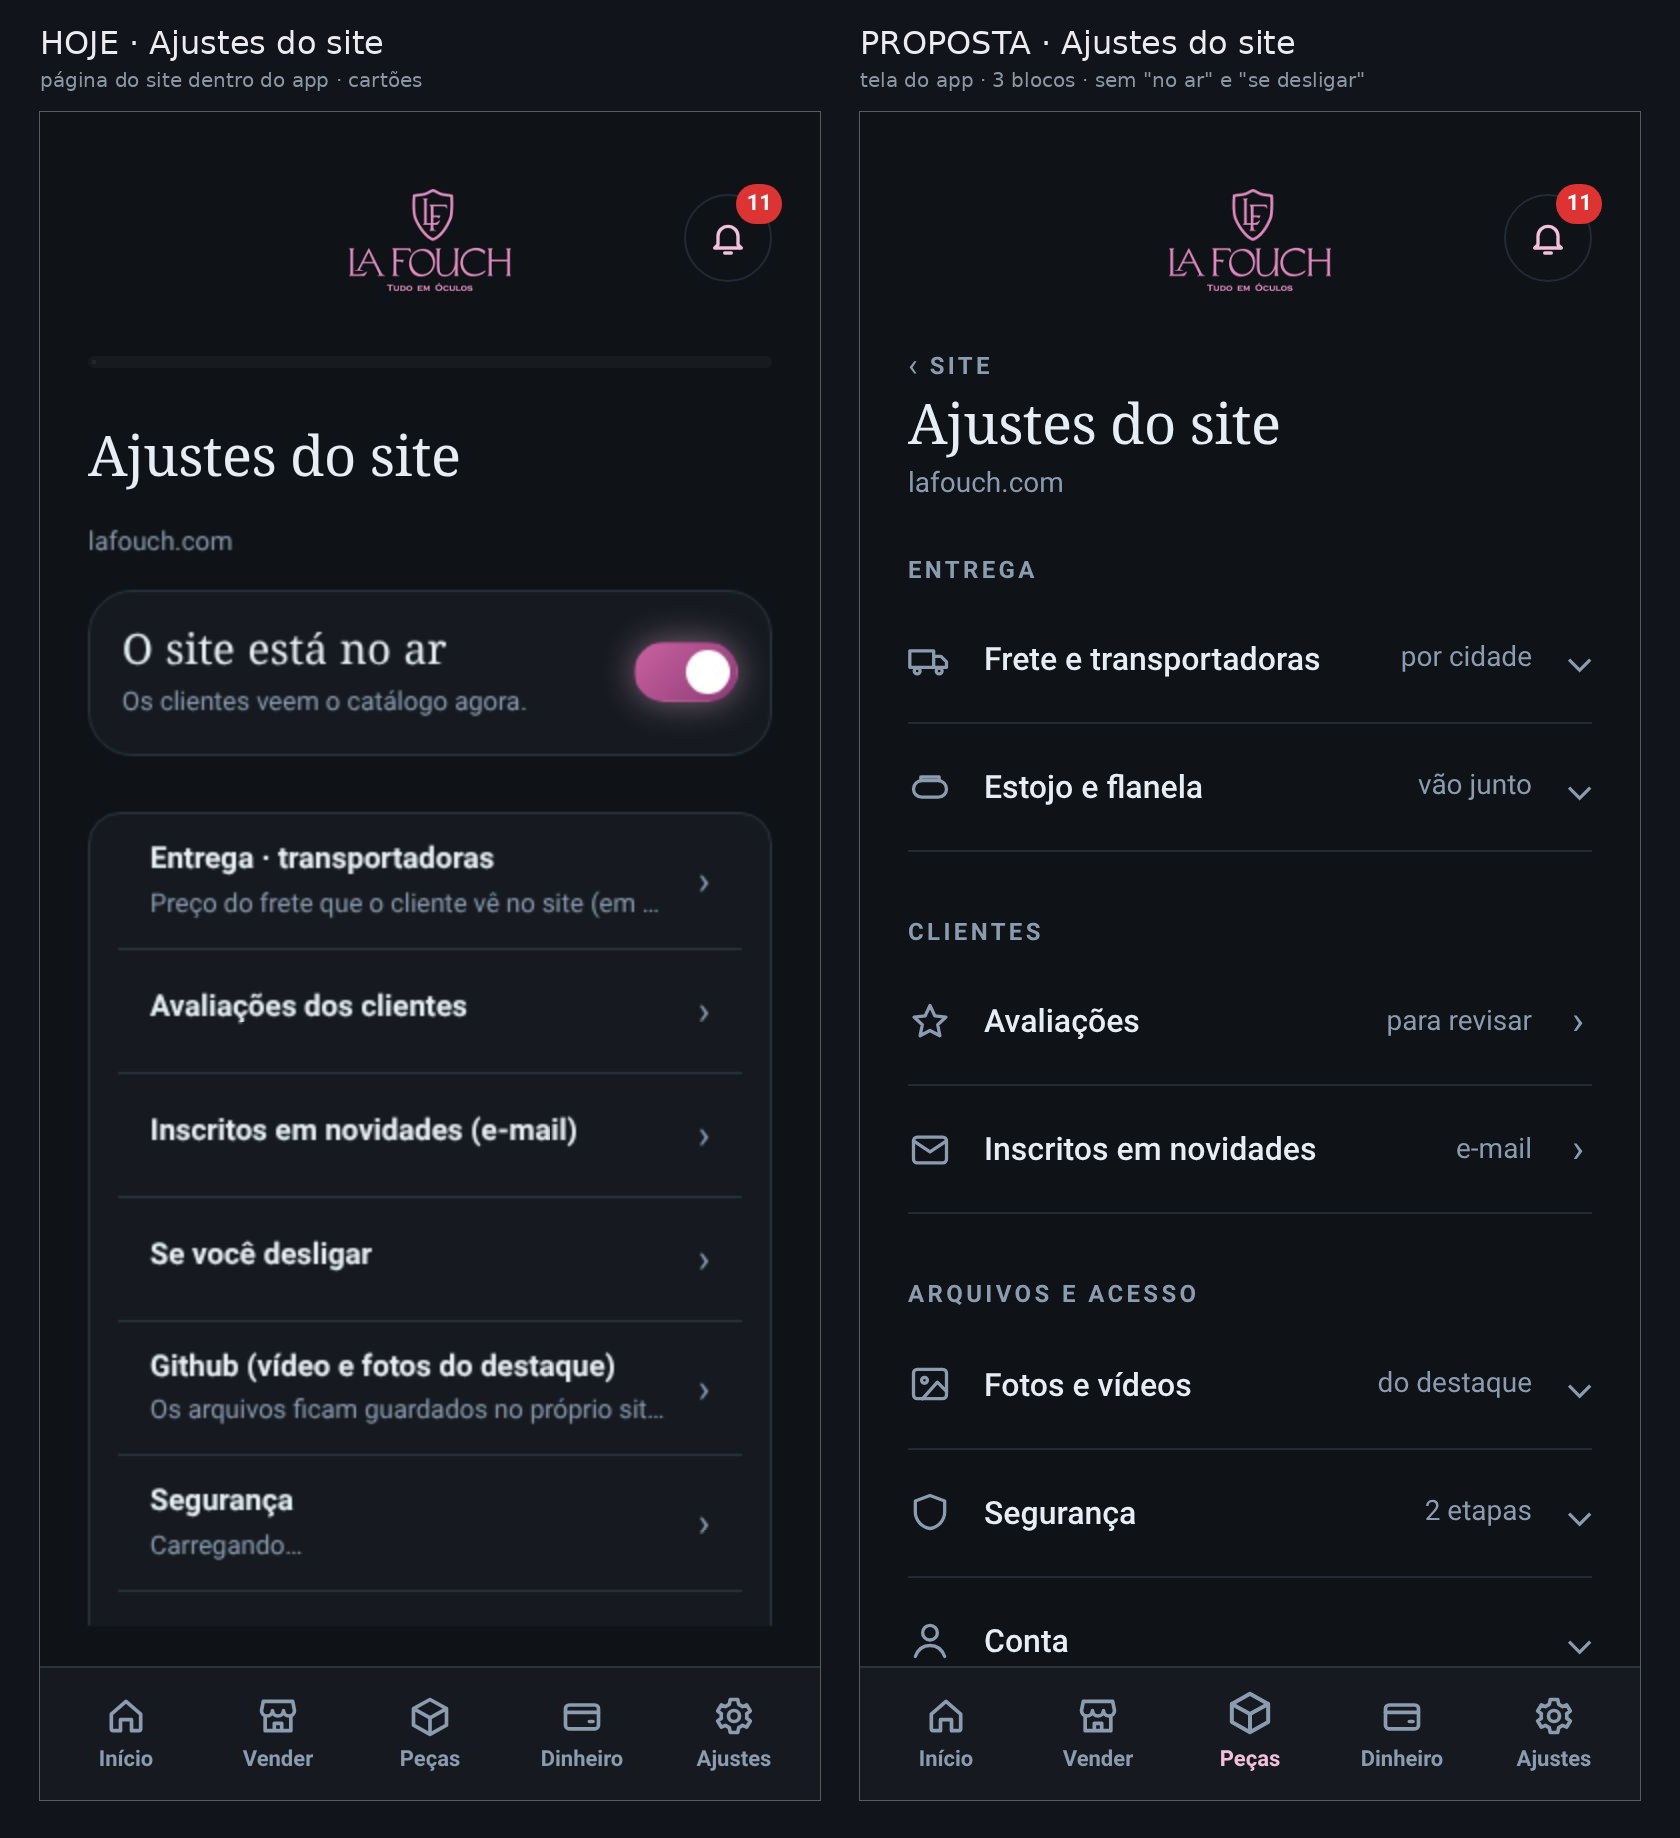 HOJE · Ajustes do site
página do site dentro do app · cartões
LF
LA FOUCH
TUDO EM ÓCULOS
11
Ajustes do site
lafouch.com
O site está no ar
Os clientes veem o catálogo agora.
Entrega · transportadoras
Preço do frete que o cliente vê no site (em ...
Avaliações dos clientes
Inscritos em novidades (e-mail)
Se você desligar
Github (vídeo e fotos do destaque)
Os arquivos ficam guardados no próprio sit...
Segurança
Carregando...
Início
Vender
Peças
Dinheiro
Ajustes
PROPOSTA · Ajustes do site
tela do app · 3 blocos · sem "no ar" e "se desligar"
LF
LA FOUCH
TUDO EM ÓCULOS
11
‹ SITE
Ajustes do site
lafouch.com
ENTREGA
Frete e transportadoras por cidade
Estojo e flanela vão junto
CLIENTES
Avaliações para revisar
Inscritos em novidades e-mail
ARQUIVOS E ACESSO
Fotos e vídeos do destaque
Segurança 2 etapas
Conta
Início
Vender
Peças
Dinheiro
Ajustes